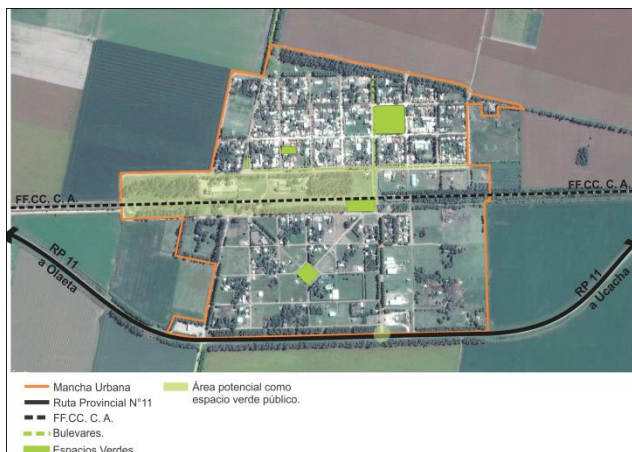 FF.CC. C. A.
FF.CC. C. A.
RP 11
a Olaeta
RP 11
a Ucacha
Mancha Urbana
Ruta Provincial N°11
FF.CC. C. A.
Bulevares.
Espacios Verdes
Área potencial como
espacio verde público.